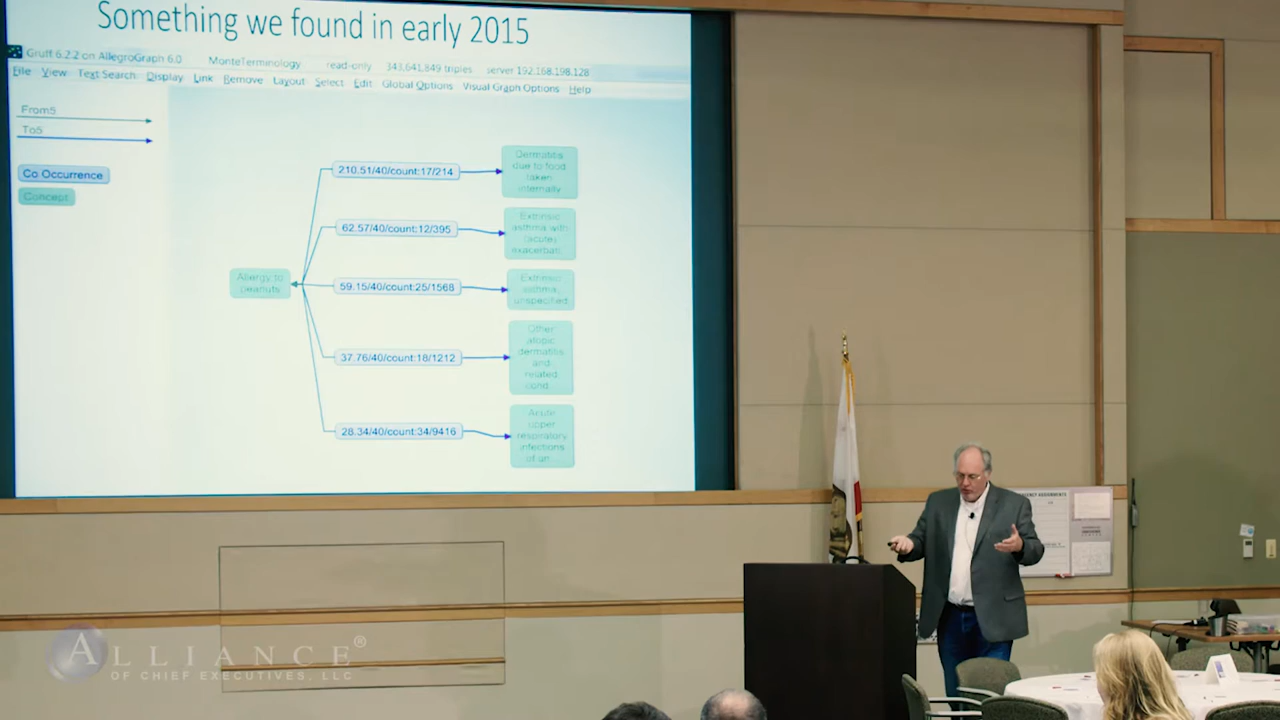 Something we found in early 2015
Gruff 6.2.2 on AllegroGraph 6.0 MonteTerminology read-only 343,641,849 triples server 192.168.198.128
File View Text Search Display Link Remove Layout Select Edit Global Options Visual Graph Options Help
From5
To5
Co Occurrence
Concept
Allergy to
peanuts
210.51/40/count:17/214
62.57/40/count:12/395
59.15/40/count:25/1568
37.76/40/count:18/1212
28.34/40/count:34/9416
Dermatitis
due to food
taken
internally
Extrinsic
asthma with
(acute)
exacerbati...
Extrinsic
asthma,
unspecified
Other
atopic
dermatitis
and
related
cond...
Acute
upper
respiratory
infections
of un...
ASSIGNMENTS
ALLIANCE®
OF CHIEF EXECUTIVES, LLC